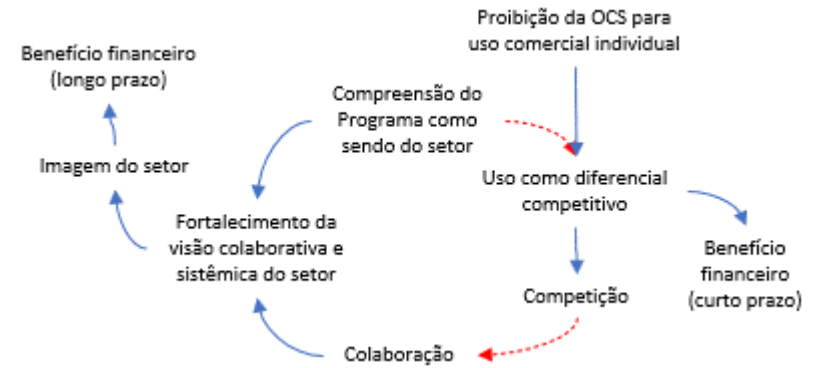 Proibição da OCS para
uso comercial individual
Benefício financeiro
(longo prazo)
Compreensão do
Programa como
sendo do setor
Imagem do setor
Uso como diferencial
competitivo
Fortalecimento da
visão colaborativa e
sistêmica do setor
Benefício
financeiro
(curto prazo)
Competição
Colaboração